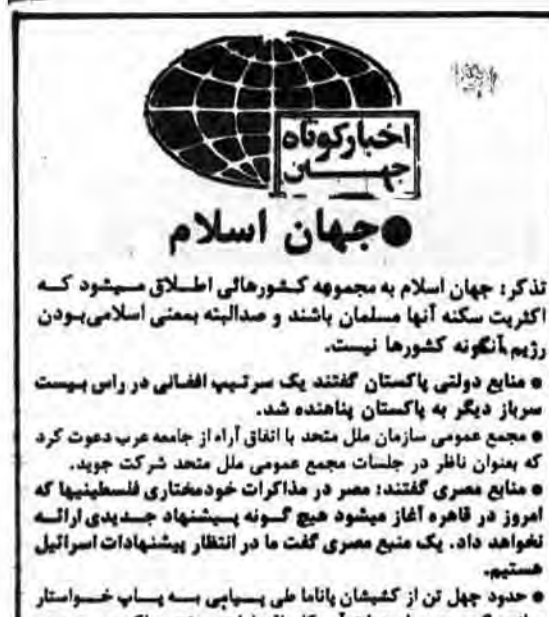 اخبار کوتاه
جهــان
●جهان اسلام
تذکر: جهان اسلام به مجموعه کشورهائی اطلاق میشود که
اکثریت سکنه آنها مسلمان باشند و صدالبته بمعنی اسلامی‌بودن
رژیم آنگونه کشورها نیست.
● منابع دولتی پاکستان گفتند یک سرتیپ افغانی در راس بیست
سرباز دیگر به پاکستان پناهنده شد.
● مجمع عمومی سازمان ملل متحد با اتفاق آراء از جامعه عرب دعوت کرد
که بعنوان ناظر در جلسات مجمع عمومی ملل متحد شرکت جوید.
● منابع مصری گفتند: مصر در مذاکرات خودمختاری فلسطینیها که
امروز در قاهره آغاز میشود هیچ گونه پیشنهاد جدیدی ارائه
نخواهد داد. یک منبع مصری گفت ما در انتظار پیشنهادات اسرائیل
هستیم.
● حدود چهل تن از کشیشان پاناما طی پیامی به پاپ خواستار